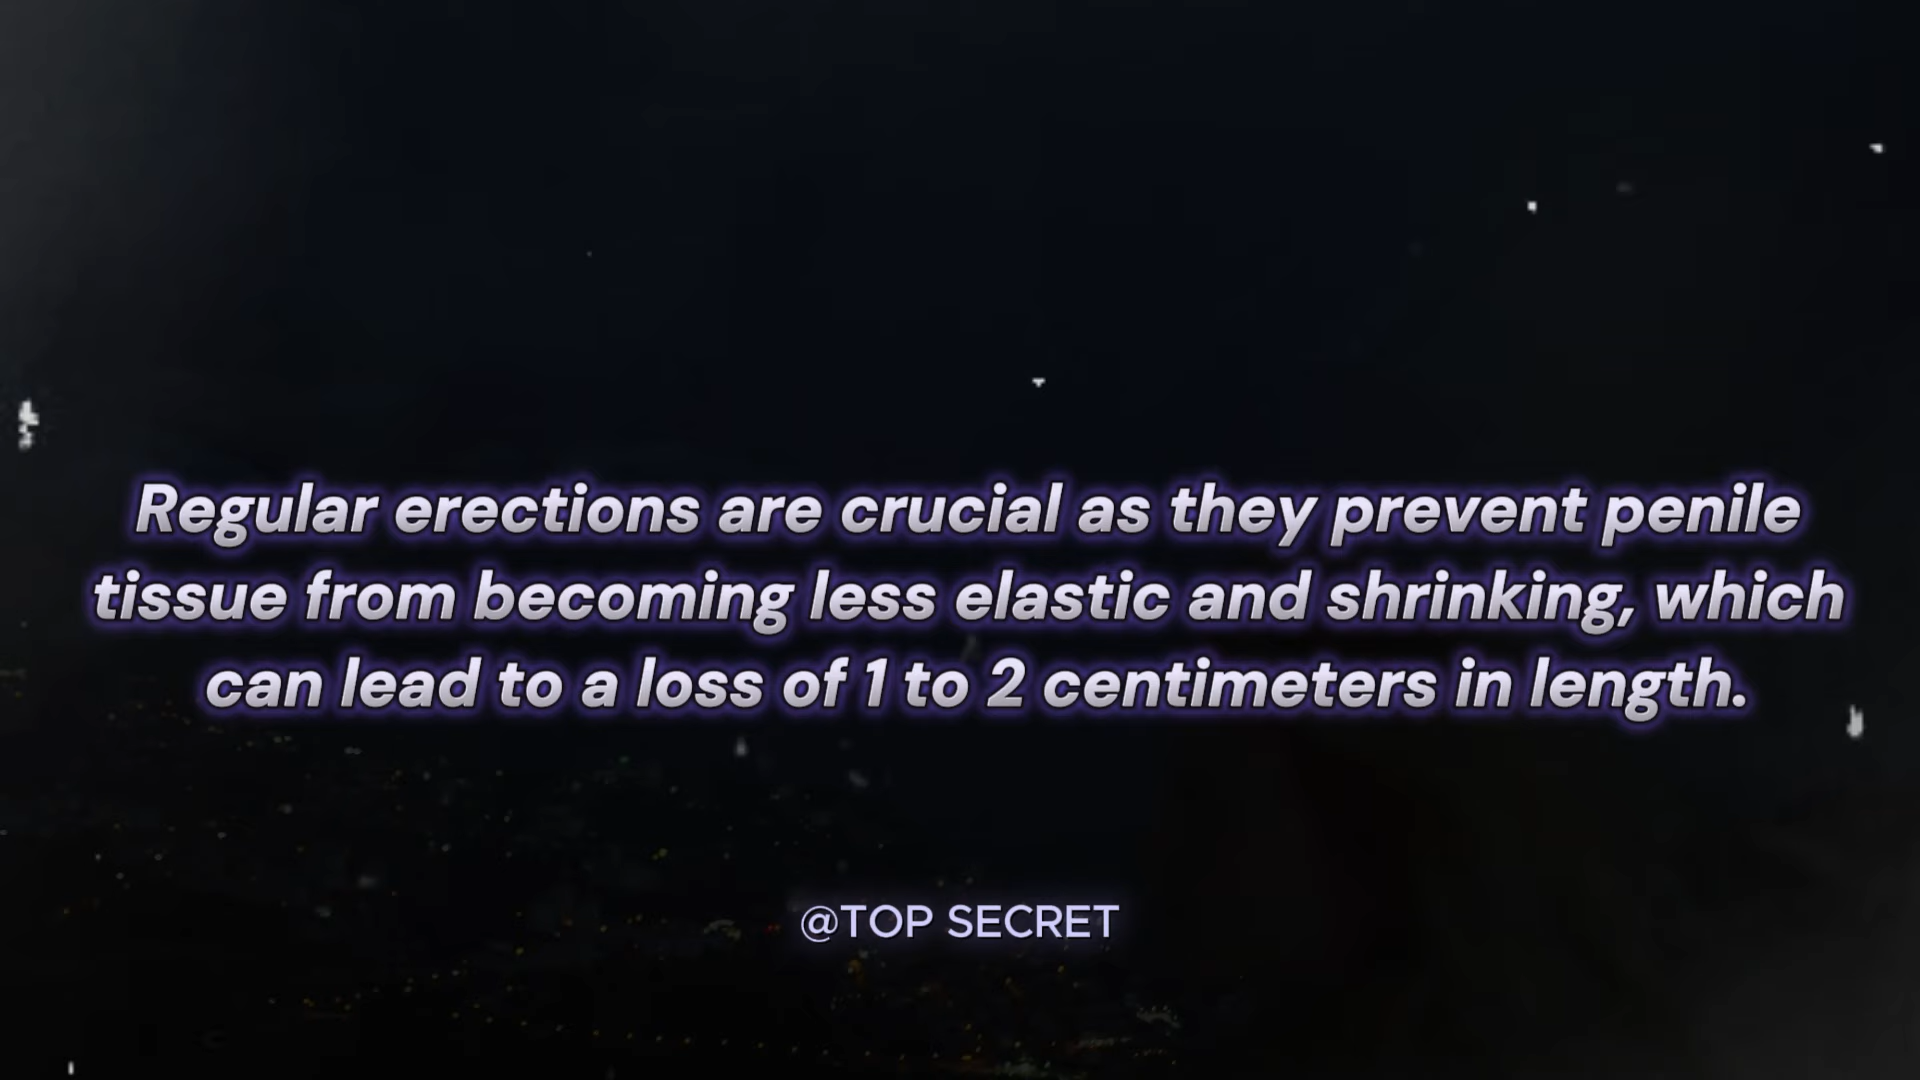 Regular erections are crucial as they prevent penile
tissue from becoming less elastic and shrinking, which
can lead to a loss of 1 to 2 centimeters in length.
@TOP SECRET